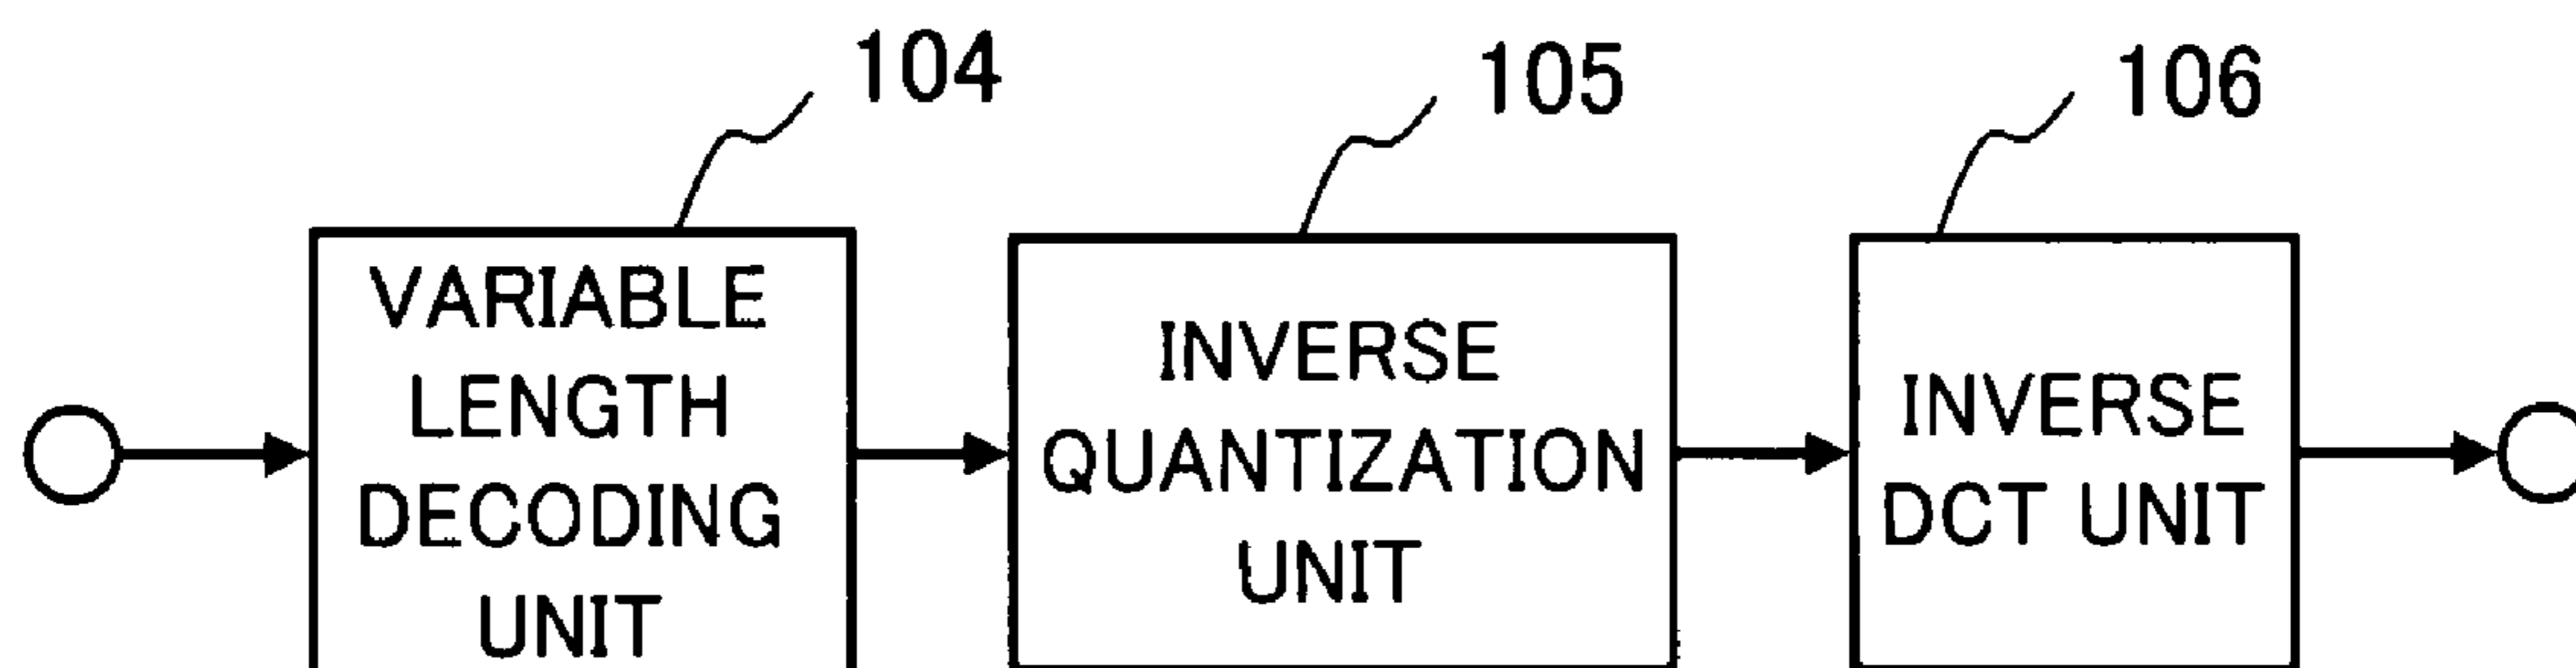 104
105
106
VARIABLE
LENGTH
DECODING
UNIT
INVERSE
QUANTIZATION
UNIT
INVERSE
DCT UNIT